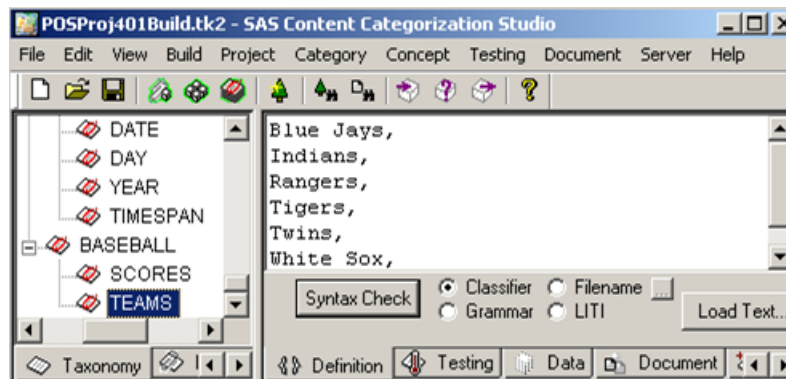 POSProj401Build.tk2 - SAS Content Categorization Studio
File Edit View Build Project Category Concept Testing Document Server Help
DATE
DAY
YEAR
TIMESPAN
BASEBALL
SCORES
TEAMS
Blue Jays,
Indians,
Rangers,
Tigers,
Twins,
White Sox,
Syntax Check
Classifier Filename ...
Grammar LITI
Load Text...
Taxonomy
Definition Testing Data Document